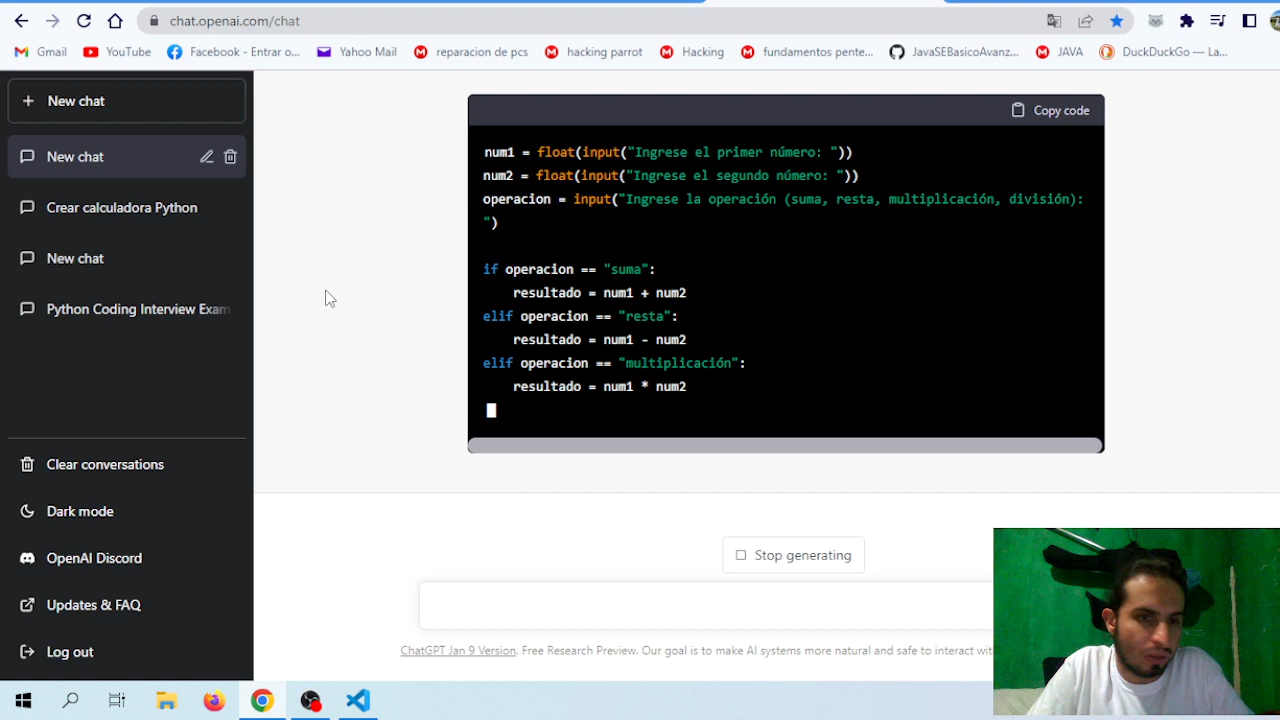 chat.openai.com/chat
Gmail
YouTube
Facebook - Entrar o...
Yahoo Mail
reparacion de pcs
hacking parrot
Hacking
fundamentos pente...
JavaSEBasicoAvanz...
JAVA
DuckDuckGo — La...
+ New chat
New chat
Crear calculadora Python
New chat
Python Coding Interview Exam
Clear conversations
Dark mode
OpenAI Discord
Updates & FAQ
Log out
Copy code
num1 = float(input("Ingrese el primer número: "))
num2 = float(input("Ingrese el segundo número: "))
operacion = input("Ingrese la operación (suma, resta, multiplicación, división):
")
if operacion == "suma":
    resultado = num1 + num2
elif operacion == "resta":
    resultado = num1 - num2
elif operacion == "multiplicación":
    resultado = num1 * num2
Stop generating
ChatGPT Jan 9 Version. Free Research Preview. Our goal is to make AI systems more natural and safe to interact wit